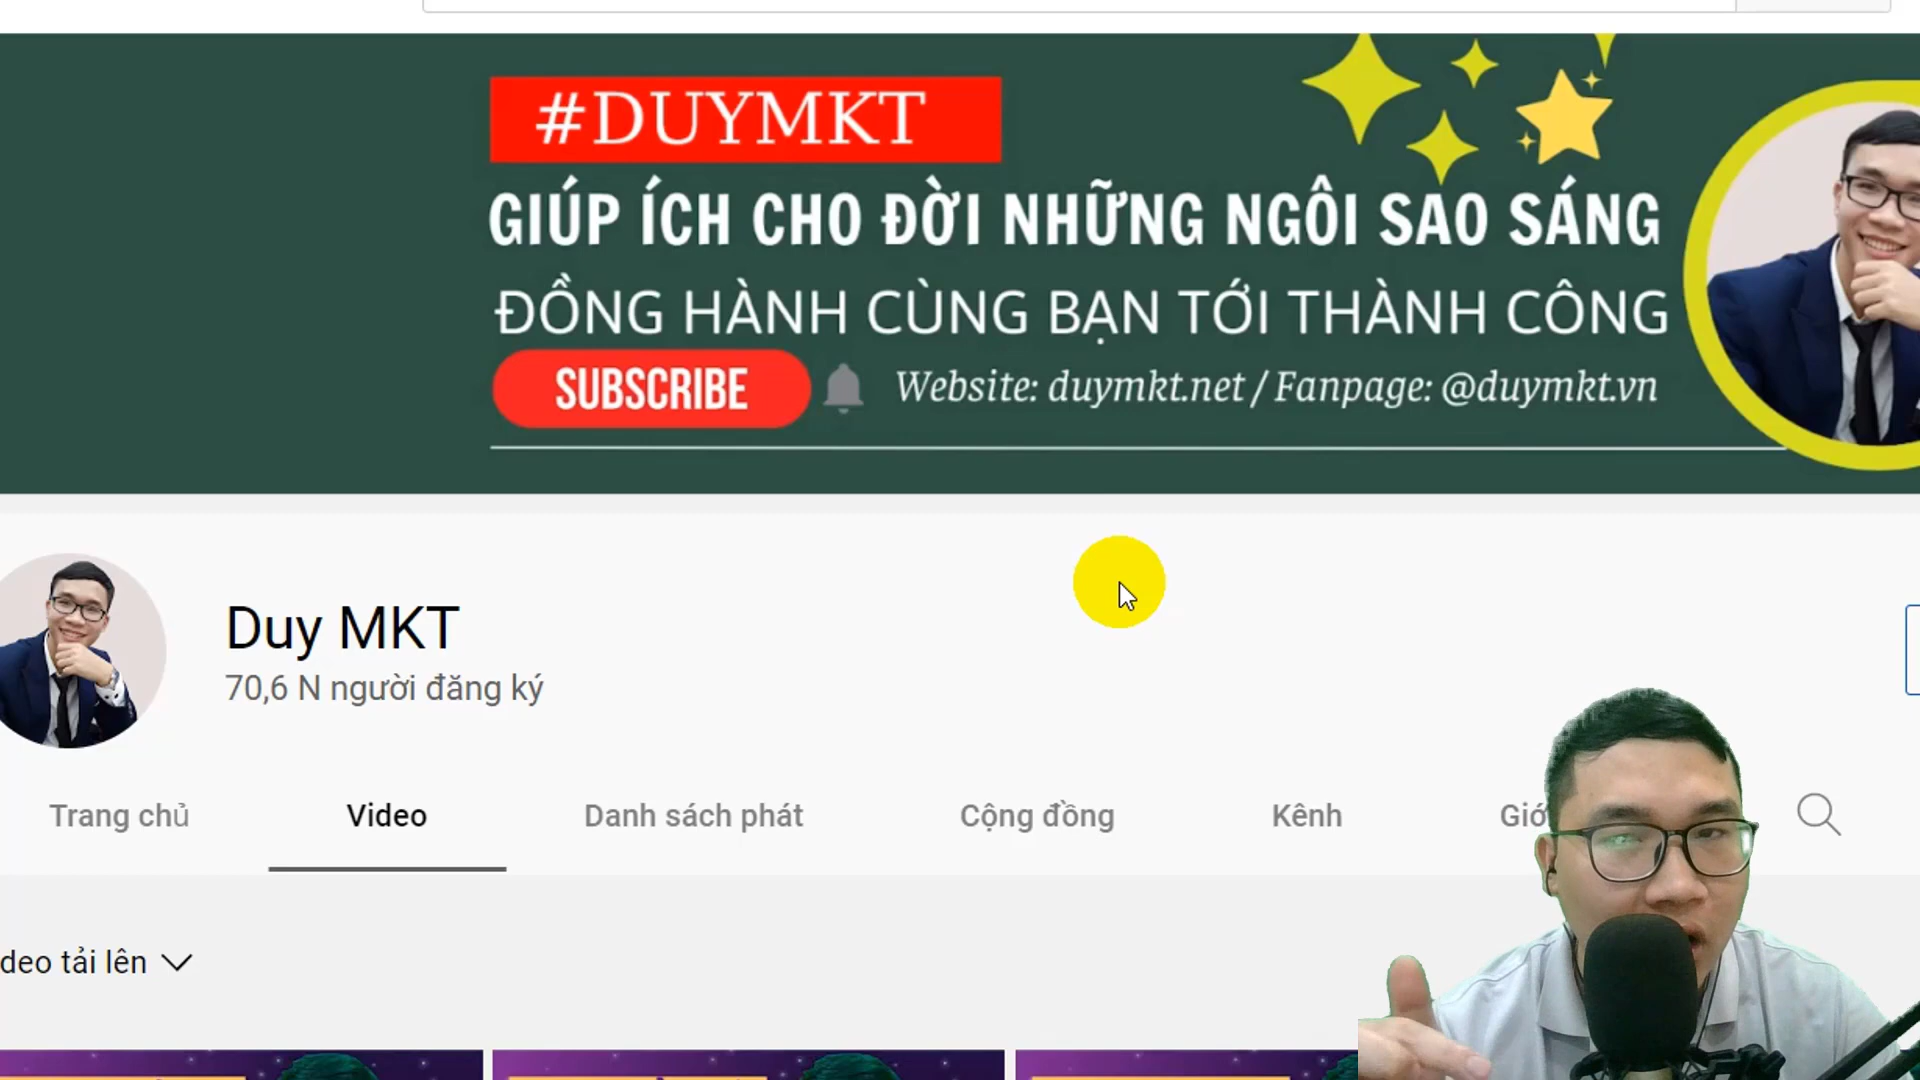 #DUYMKT
GIÚP ÍCH CHO ĐỜI NHỮNG NGÔI SAO SÁNG
ĐỒNG HÀNH CÙNG BẠN TỚI THÀNH CÔNG
SUBSCRIBE Website: duymkt.net / Fanpage: @duymkt.vn
Duy MKT
70,6 N người đăng ký
Trang chủ Video Danh sách phát Cộng đồng Kênh Giớ
deo tải lên